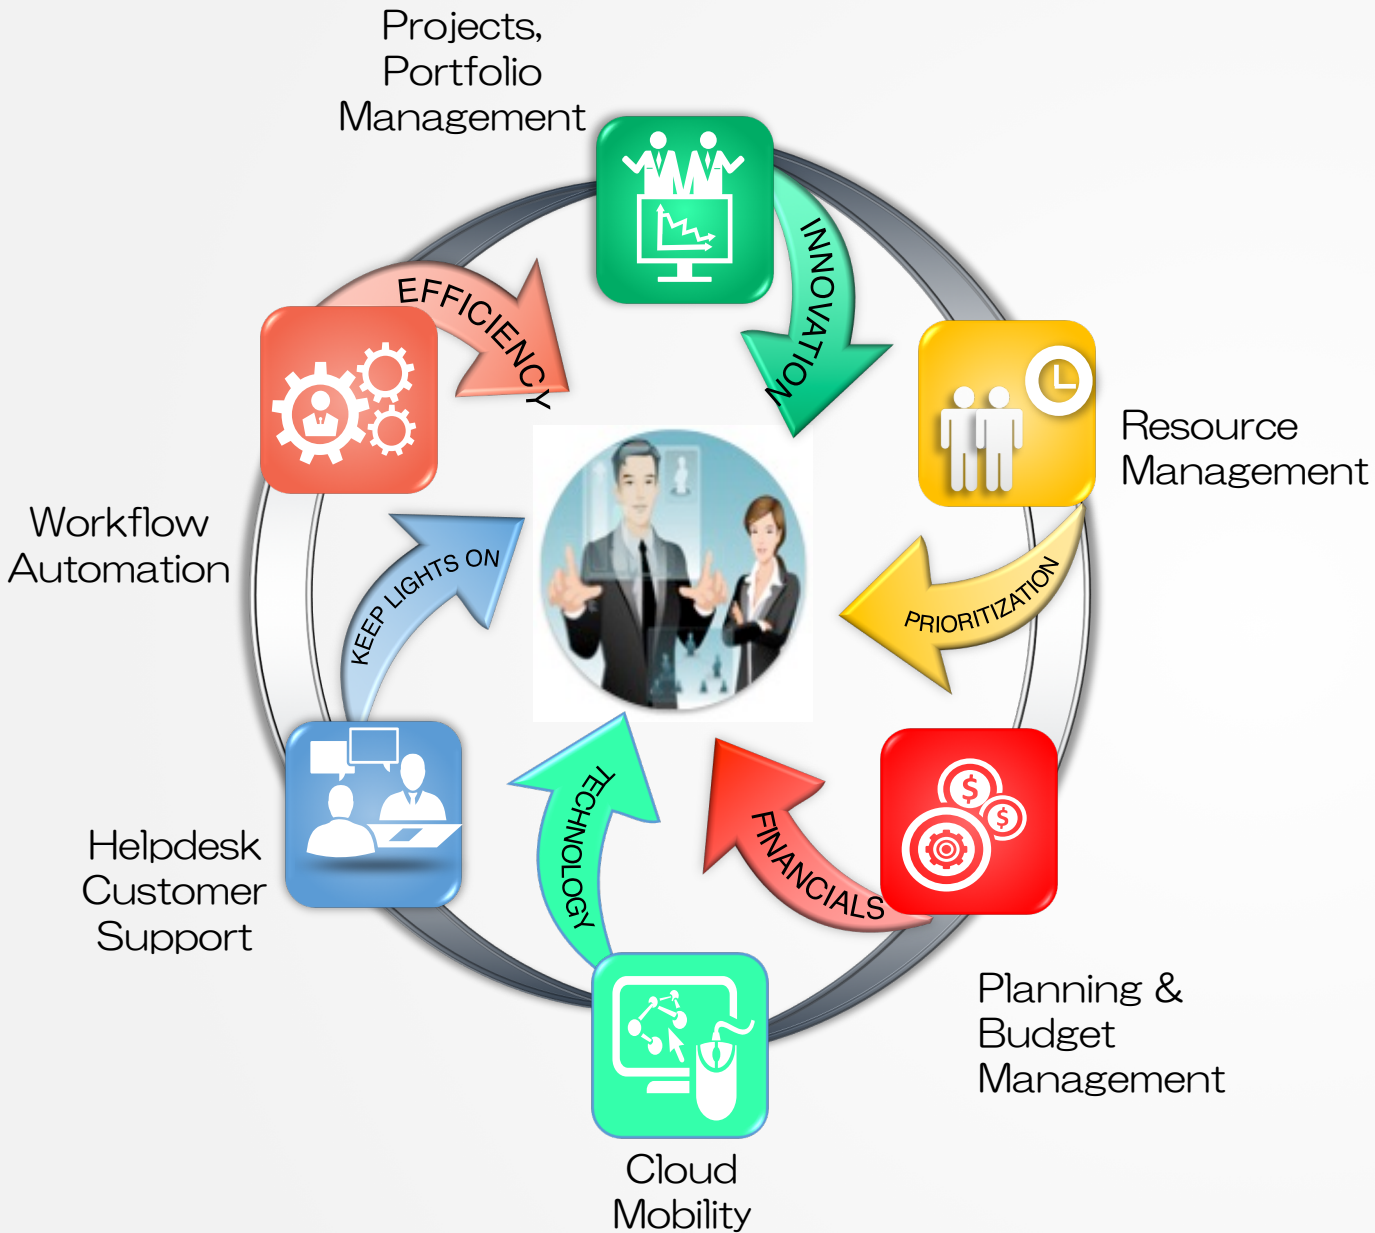 Projects,
Portfolio
Management
INNOVATION
EFFICIENCY
Resource
Management
PRIORITIZATION
Workflow
Automation
KEEP LIGHTS ON
TECHNOLOGY
FINANCIALS
$
$
Helpdesk
Customer
Support
Planning &
Budget
Management
Cloud
Mobility